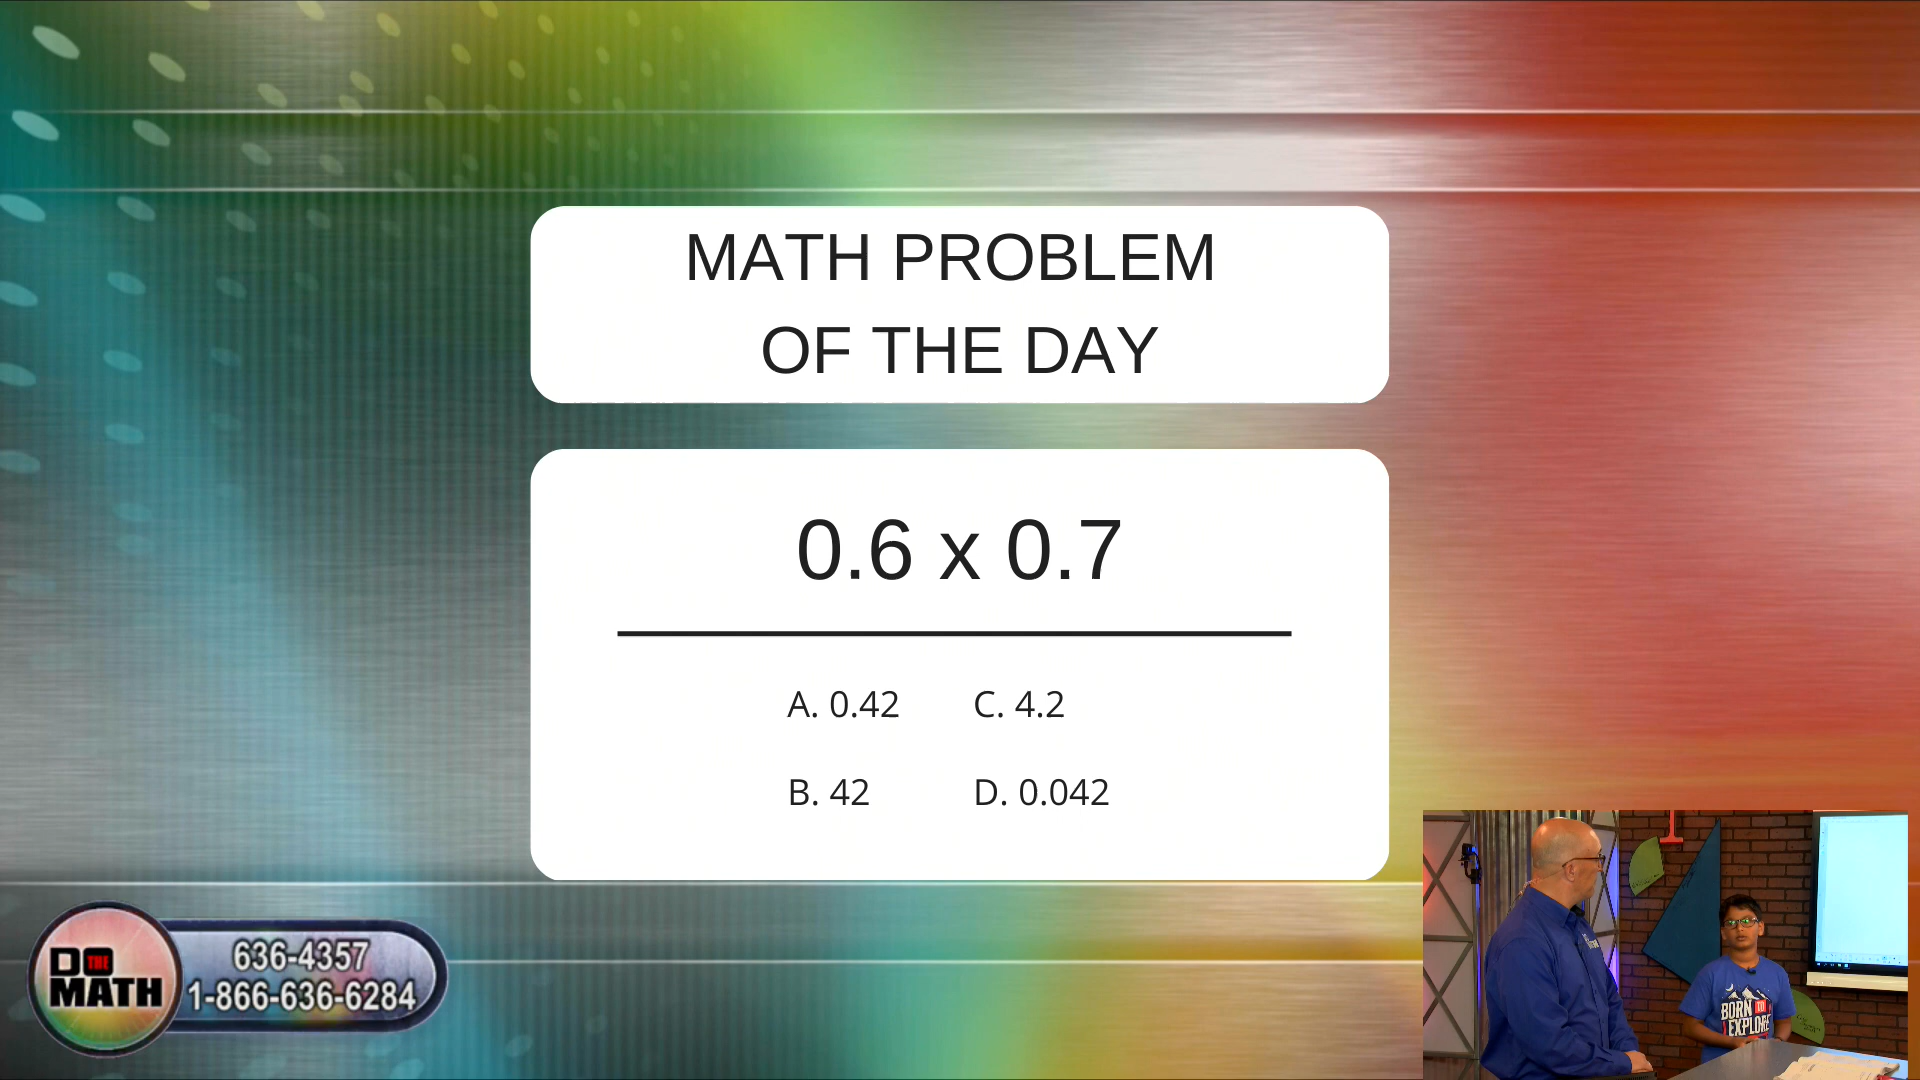 MATH PROBLEM
OF THE DAY
0.6 x 0.7
A. 0.42
C. 4.2
B. 42
D. 0.042
DO THE
MATH
636-4357
1-866-636-6284
BORN TO
EXPLORE